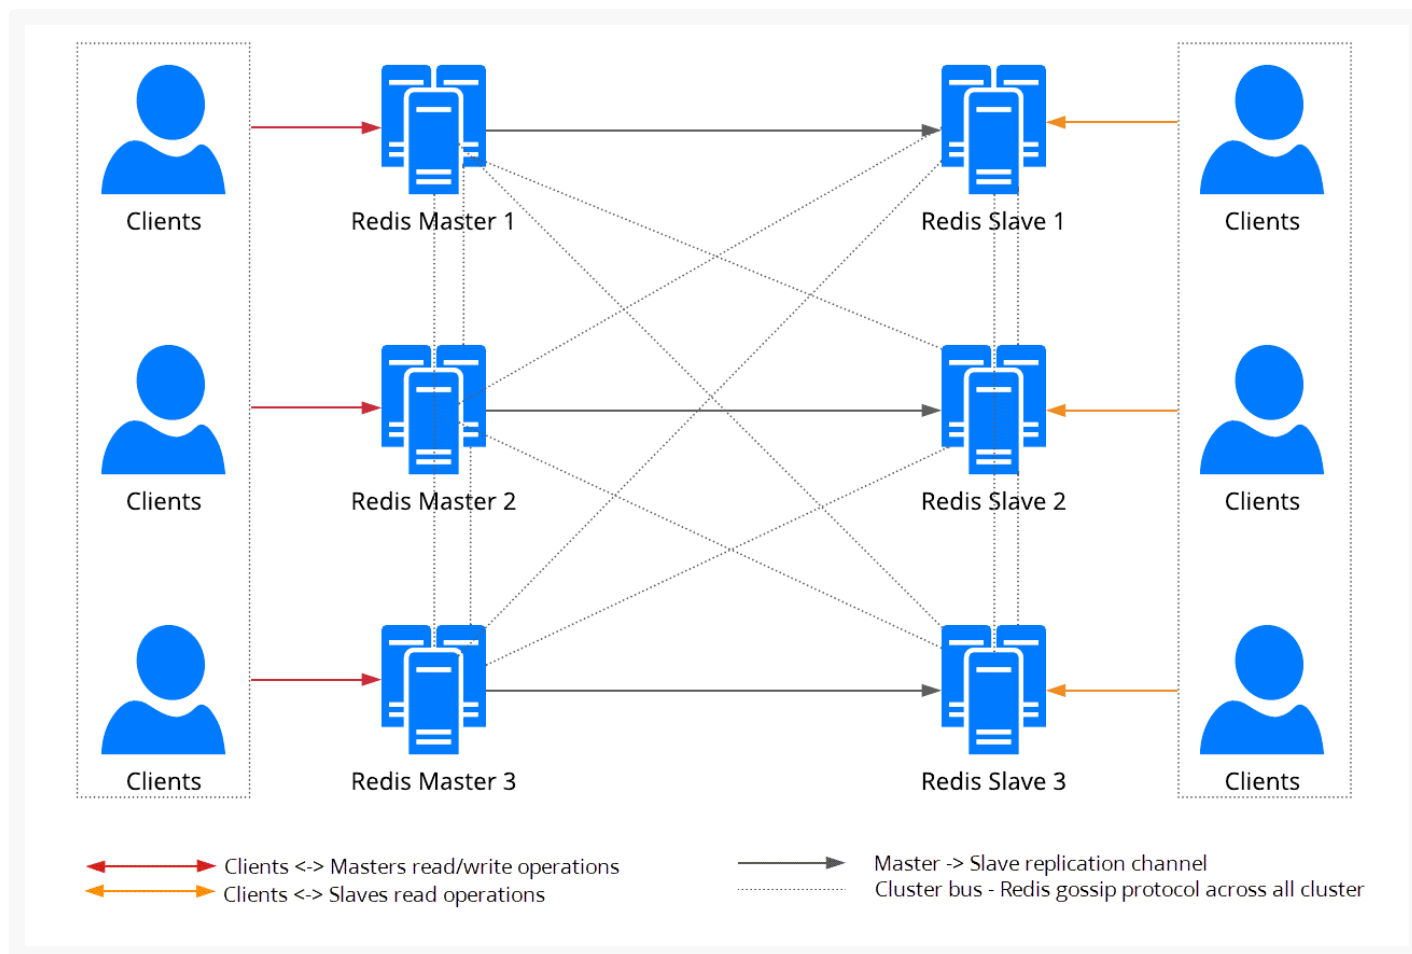 Clients
Redis Master 1
Redis Slave 1
Clients
Clients
Redis Master 2
Redis Slave 2
Clients
Clients
Redis Master 3
Redis Slave 3
Clients
Clients <-> Masters read/write operations
Clients <-> Slaves read operations
Master -> Slave replication channel
Cluster bus - Redis gossip protocol across all cluster